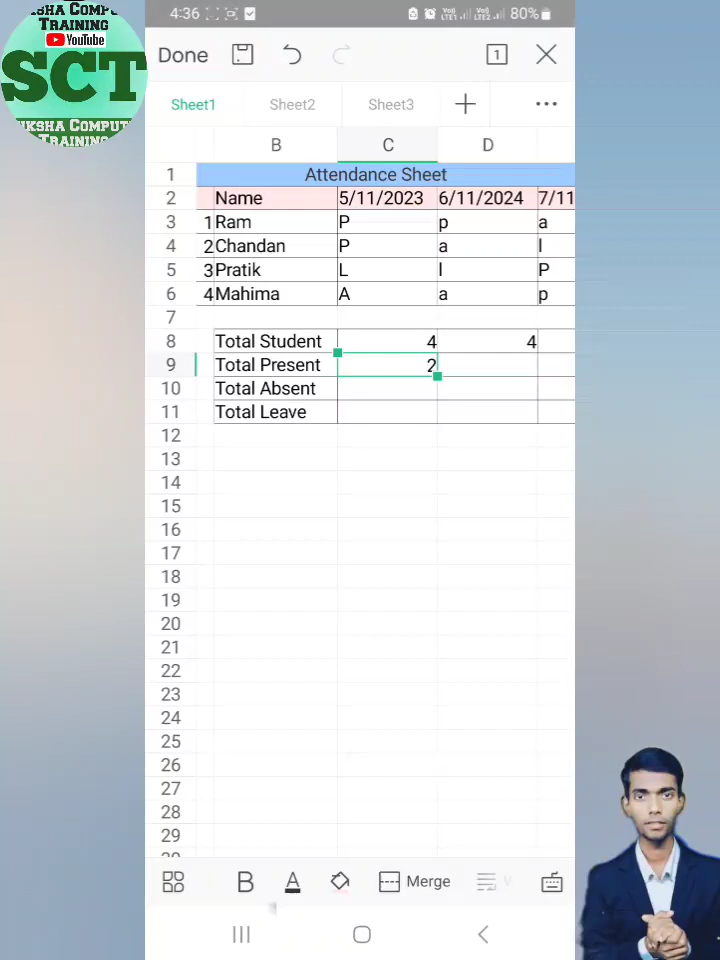 4:36
80%
TRAINING
YouTube
SCT
TRAINING
Done
1
Sheet1 Sheet2 Sheet3
B C D
1 Attendance Sheet
2 Name 5/11/2023 6/11/2024 7/11
3 1 Ram P p a
4 2 Chandan P a l
5 3 Pratik L l P
6 4 Mahima A a p
7
8 Total Student 4 4
9 Total Present 2
10 Total Absent
11 Total Leave
12
13
14
15
16
17
18
19
20
21
22
23
24
25
26
27
28
29
B A Merge